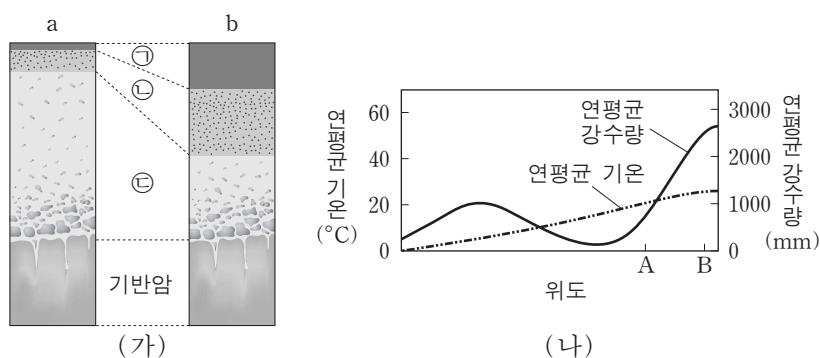 a
b
㉠
㉡
㉢
기반암
(가)
연평균 기온
(℃)
60
40
20
0
연평균
강수량
연평균 기온
3000
2000
1000
0
연평균 강수량
(mm)
A
B
위도
(나)